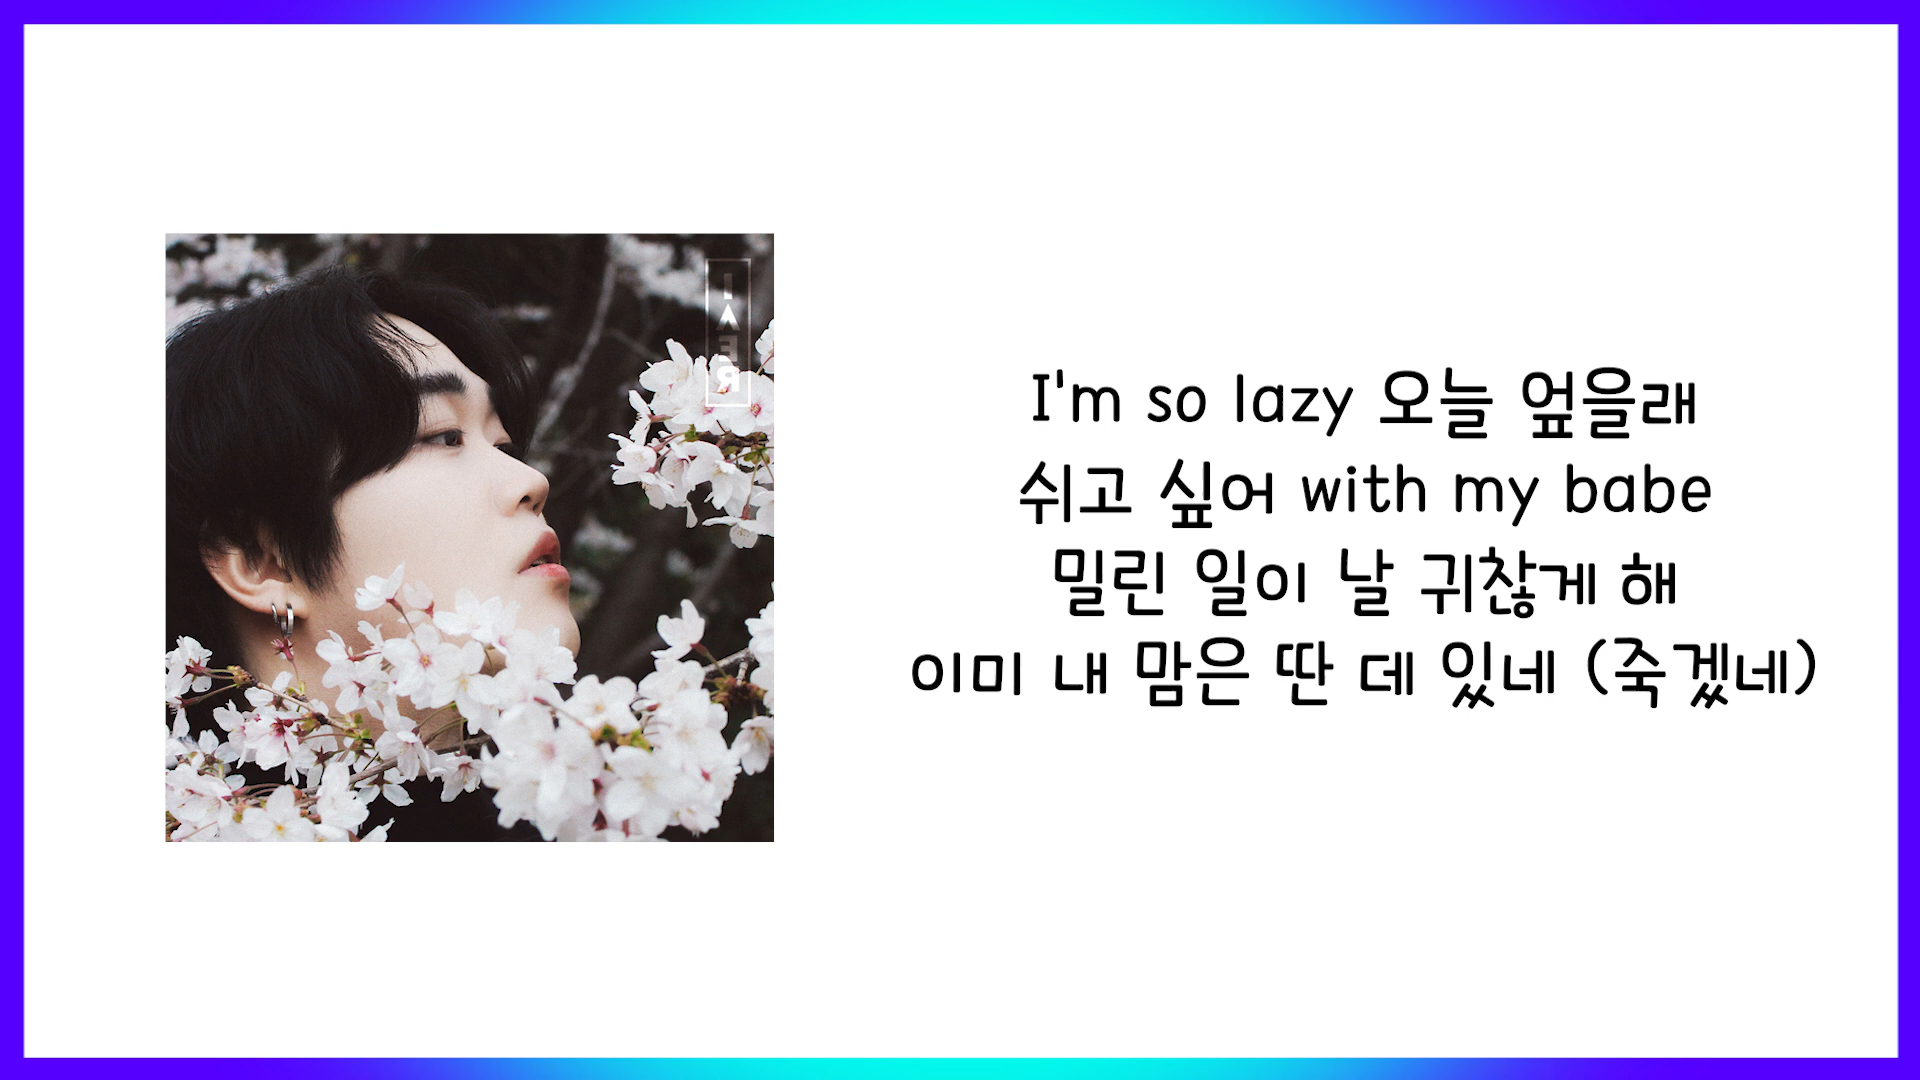 I'm so lazy 오늘 엎을래
쉬고 싶어 with my babe
밀린 일이 날 귀찮게 해
이미 내 맘은 딴 데 있네 (죽겠네)